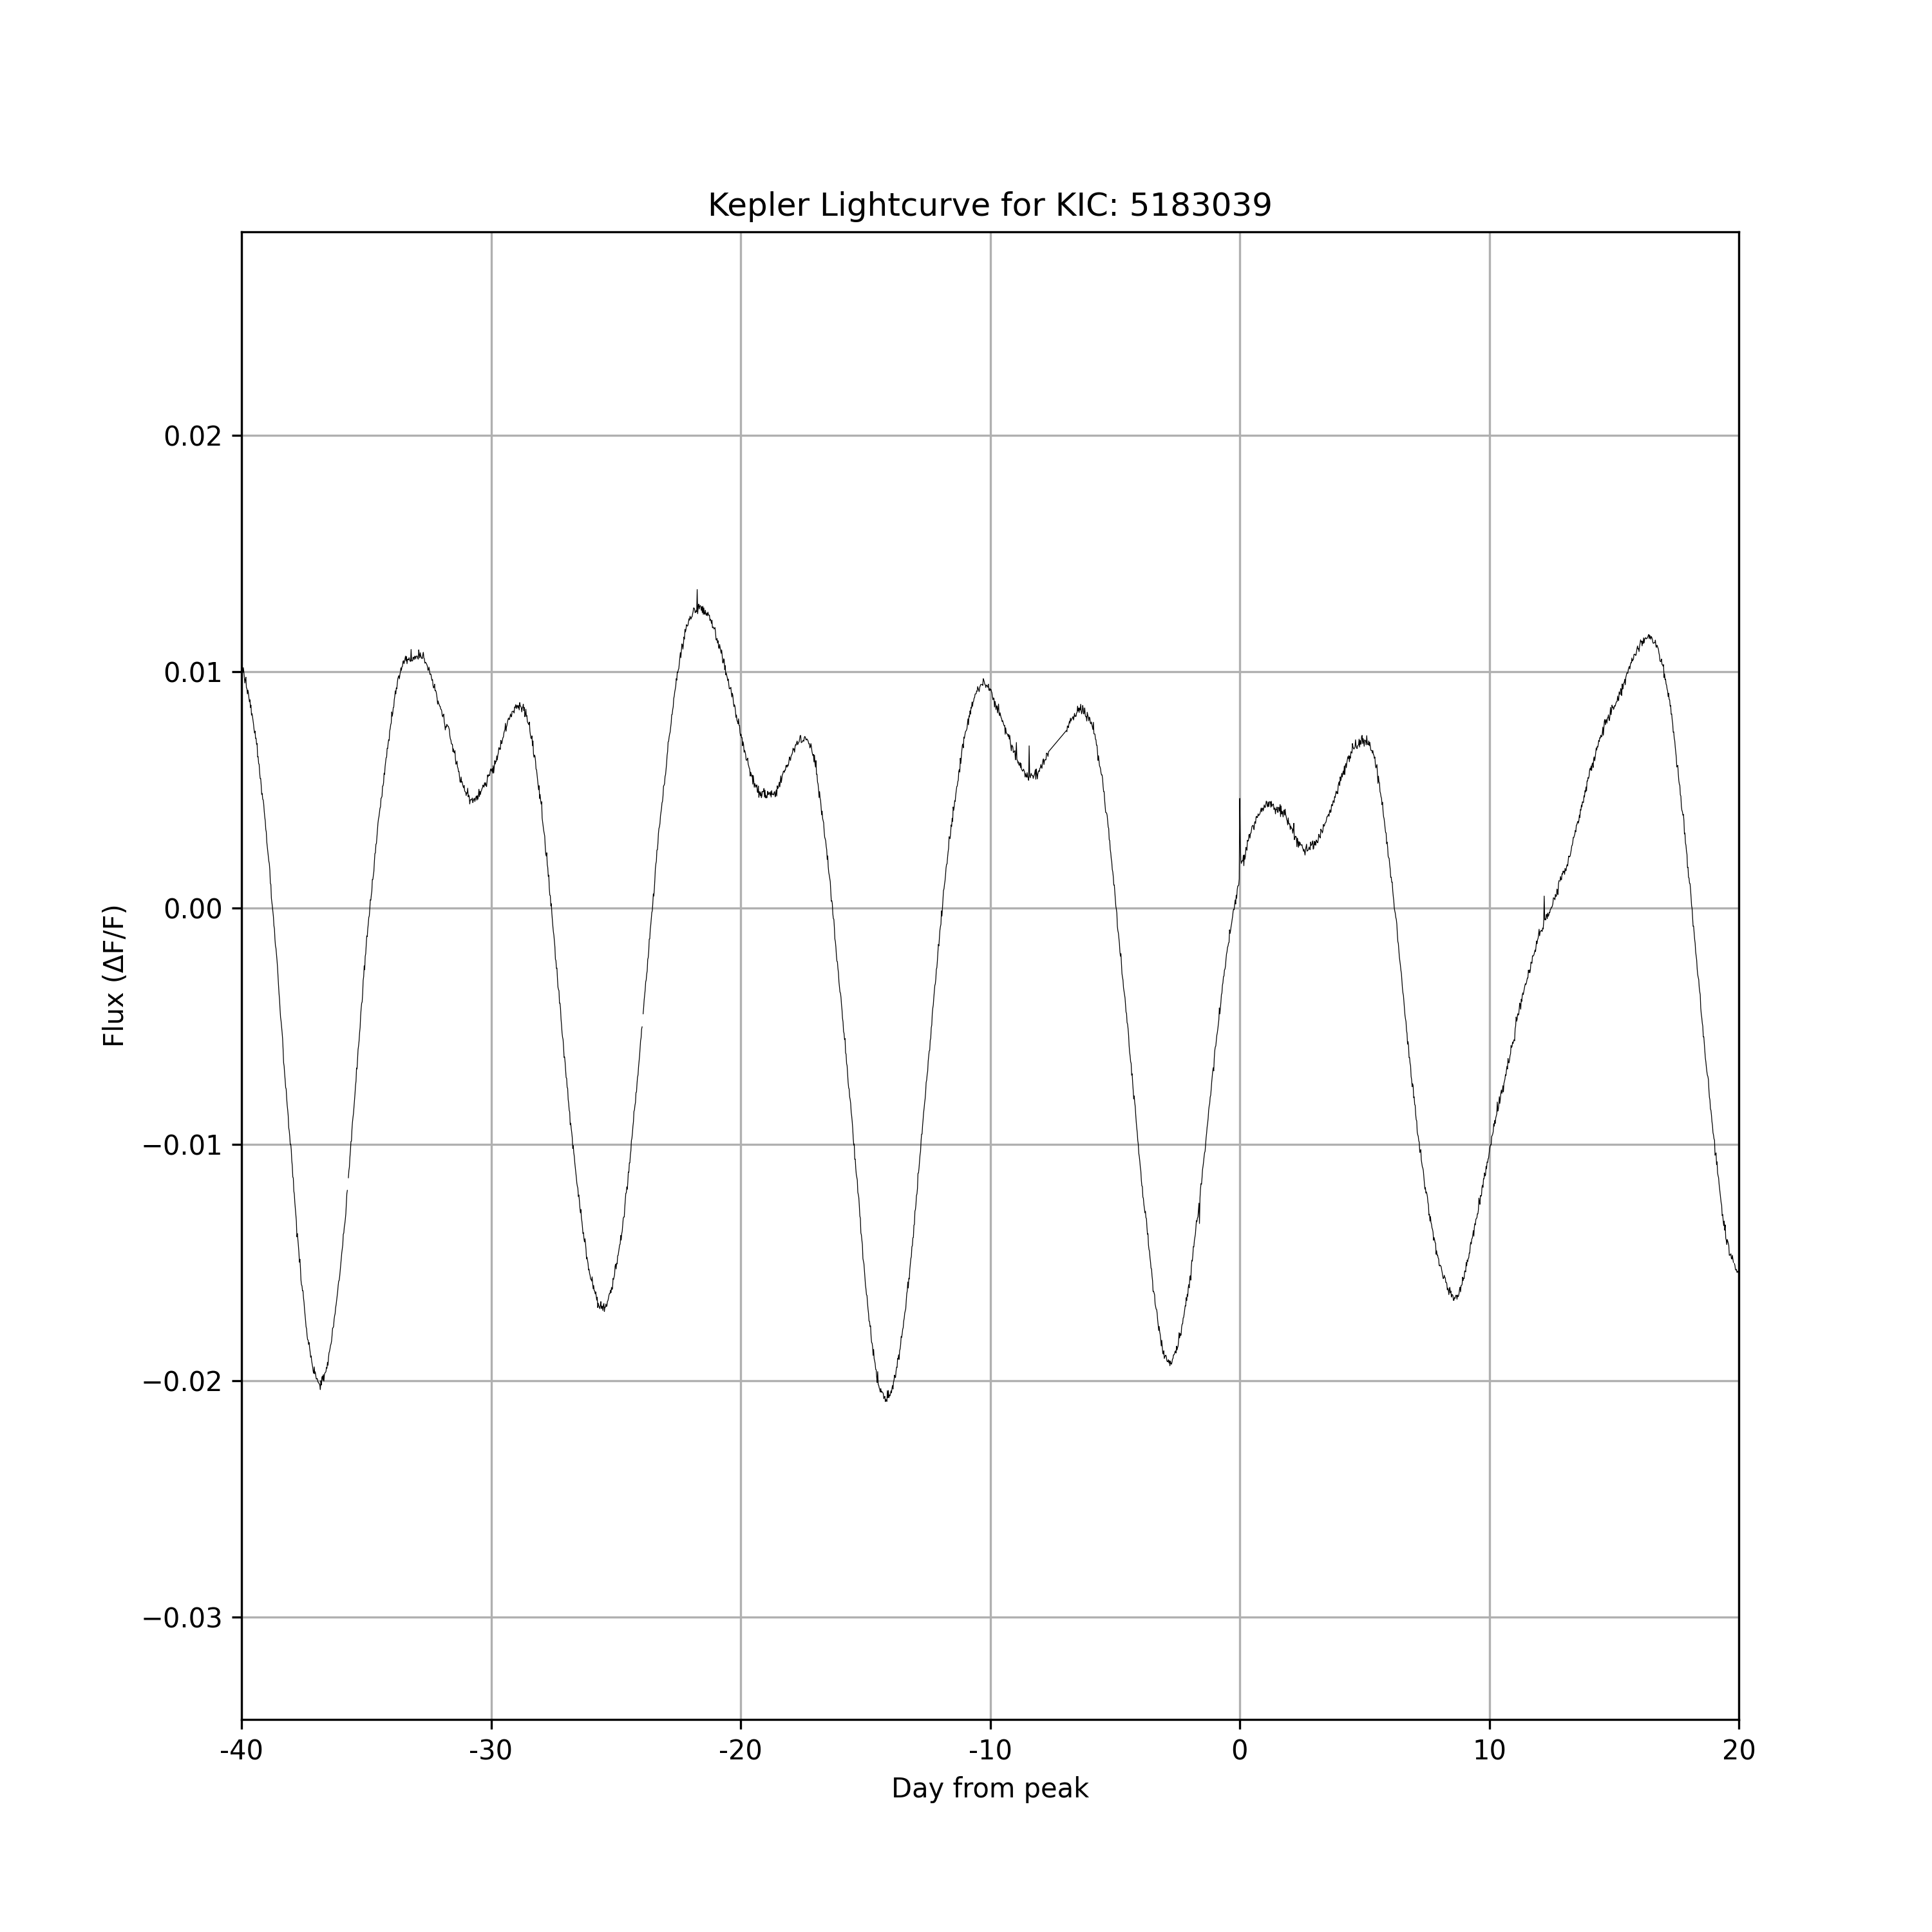 Kepler Lightcurve for KIC: 5183039
0.02
0.01
0.00
−0.01
−0.02
−0.03
Flux (ΔF/F)
-40 -30 -20 -10 0 10 20
Day from peak